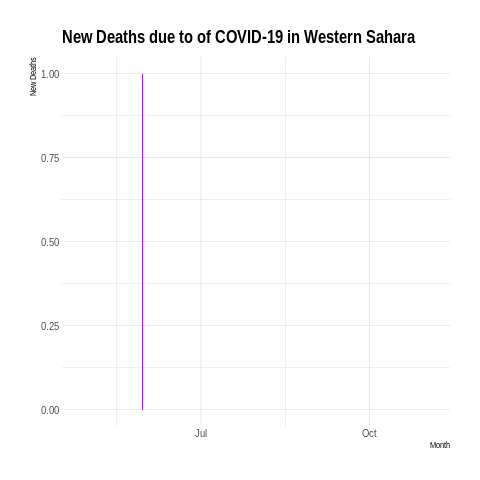 New Deaths due to of COVID-19 in Western Sahara
New Deaths
1.00
0.75
0.50
0.25
0.00
Jul
Oct
Month